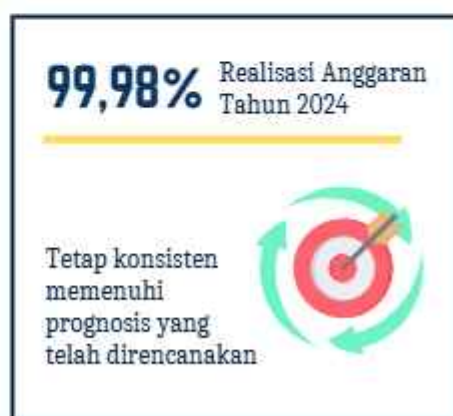 99,98% Realisasi Anggaran
Tahun 2024
Tetap konsisten
memenuhi
prognosis yang
telah direncanakan